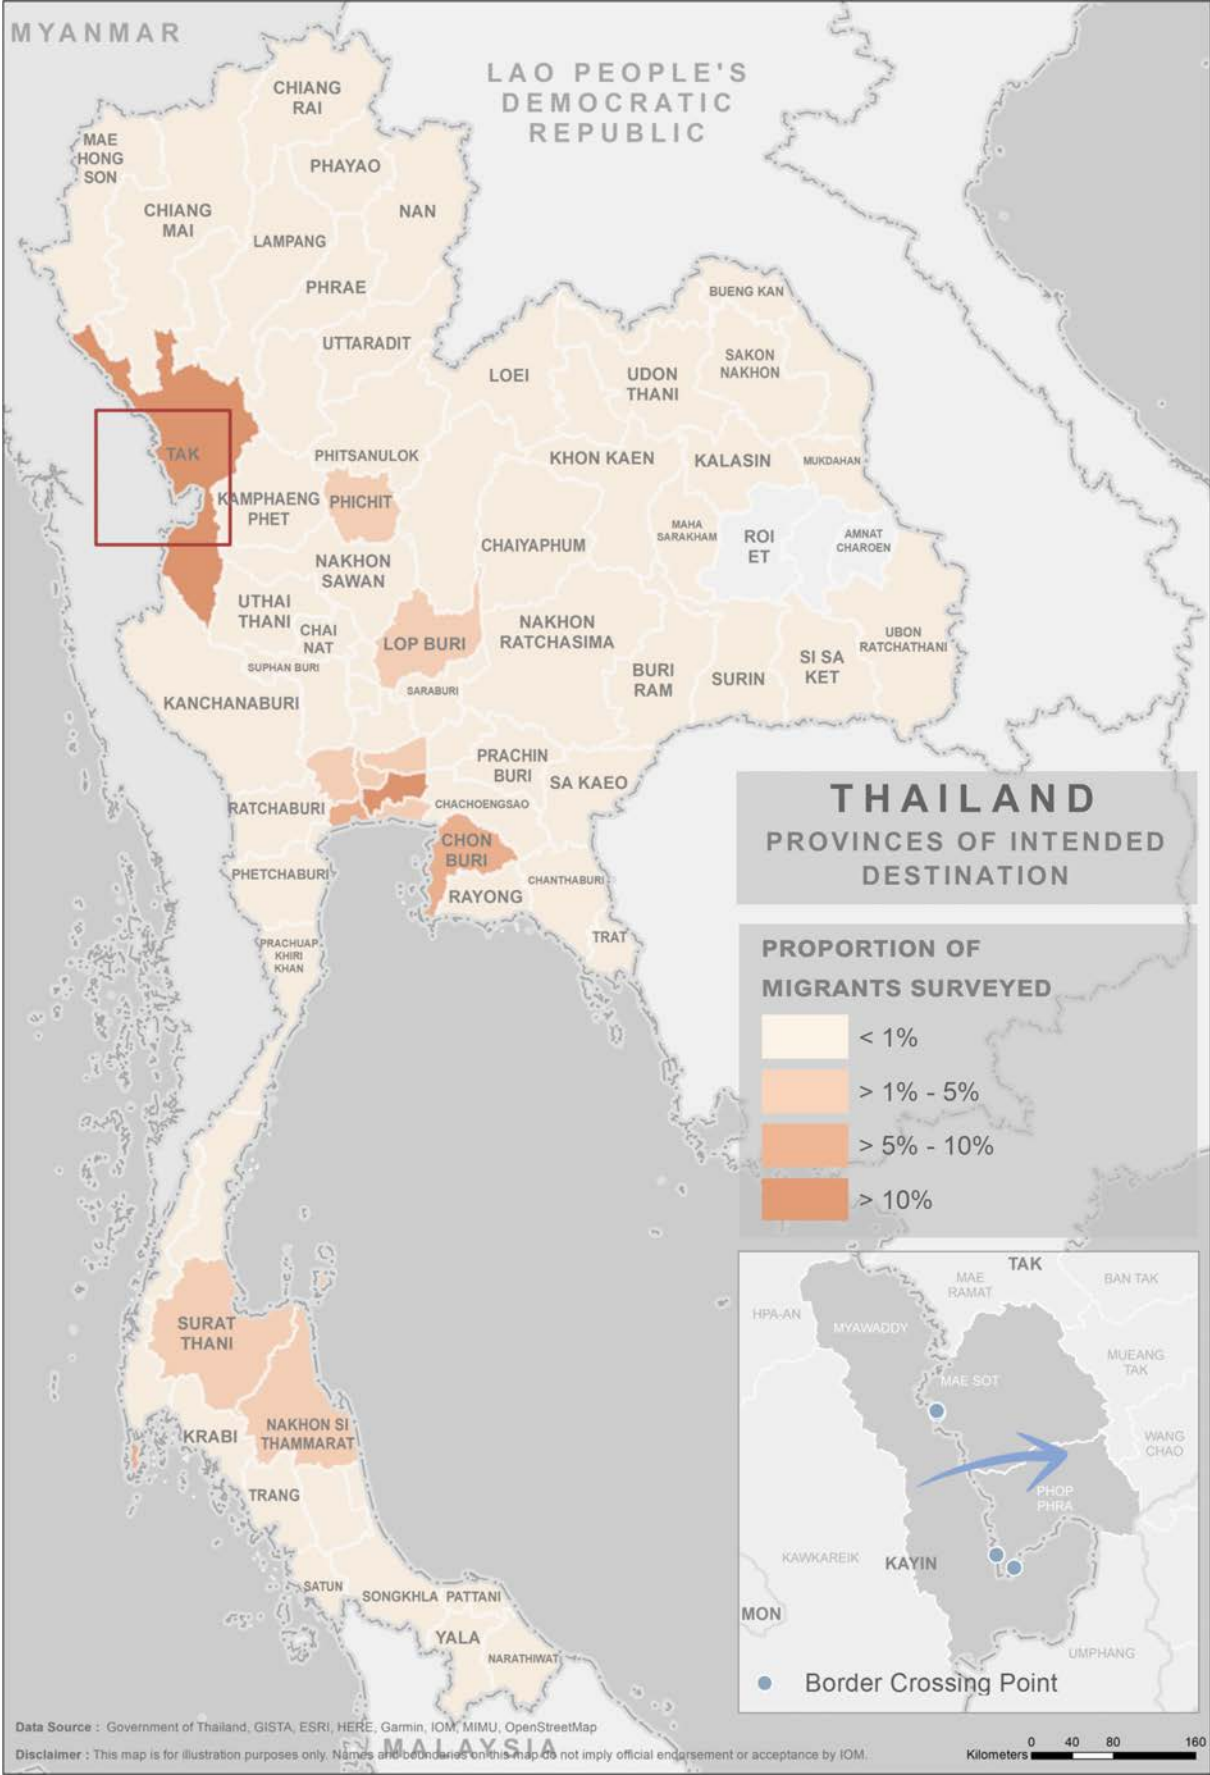 MYANMAR
LAO PEOPLE'S
DEMOCRATIC
REPUBLIC
CHIANG
RAI
MAE
HONG
SON
PHAYAO
CHIANG
MAI
NAN
LAMPANG
PHRAE
BUENG KAN
UTTARADIT
SAKON
NAKHON
LOEI
UDON
THANI
TAK
PHITSANULOK
KHON KAEN
KALASIN
MUKDAHAN
KAMPHAENG
PHET
PHICHIT
MAHA
SARAKHAM
ROI
ET
AMNAT
CHAROEN
CHAIYAPHUM
NAKHON
SAWAN
UTHAI
THANI
CHAI
NAT
LOP BURI
NAKHON
RATCHASIMA
UBON
RATCHATHANI
SUPHAN BURI
SI SA
KET
BURI
RAM
SURIN
SARABURI
KANCHANABURI
PRACHIN
BURI
SA KAEO
RATCHABURI
CHACHOENGSAO
CHON
BURI
PHETCHABURI
CHANTHABURI
RAYONG
TRAT
PRACHUAP
KHIRI
KHAN
THAILAND
PROVINCES OF INTENDED
DESTINATION
PROPORTION OF
MIGRANTS SURVEYED
< 1%
> 1% - 5%
> 5% - 10%
> 10%
SURAT
THANI
NAKHON SI
THAMMARAT
KRABI
TRANG
SATUN
SONGKHLA
PATTANI
YALA
NARATHIWAT
TAK
MAE
RAMAT
BAN TAK
HPA-AN
MYAWADDY
MUEANG
TAK
MAE SOT
WANG
CHAO
PHOP
PHRA
KAWKAREIK
KAYIN
MON
UMPHANG
Border Crossing Point
MALAYSIA
Data Source : Government of Thailand, GISTA, ESRI, HERE, Garmin, IOM, MIMU, OpenStreetMap
Disclaimer : This map is for illustration purposes only. Names and boundaries on this map do not imply official endorsement or acceptance by IOM.
0 40 80 160
Kilometers